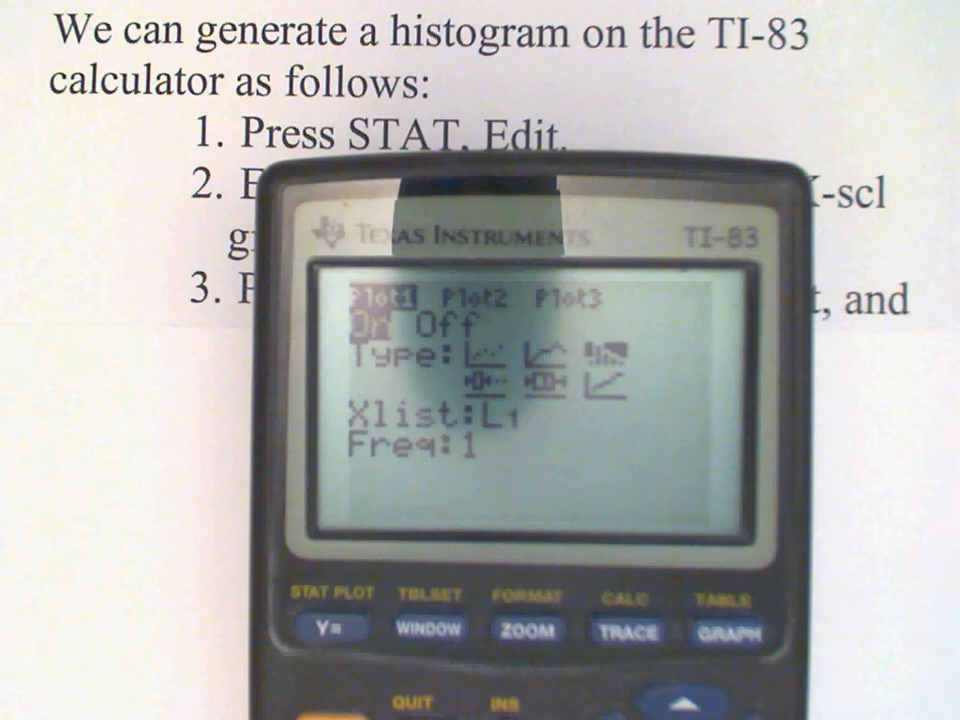 We can generate a histogram on the TI-83
calculator as follows:
1. Press STAT, Edit.
2.
-scl
3.
, and
TEXAS INSTRUMENTS TI-83
Plot1 Plot2 Plot3
On Off
Type:
Xlist:L1
Freq:1
STAT PLOT TBLSET FORMAT CALC TABLE
Y= WINDOW ZOOM TRACE GRAPH
QUIT INS